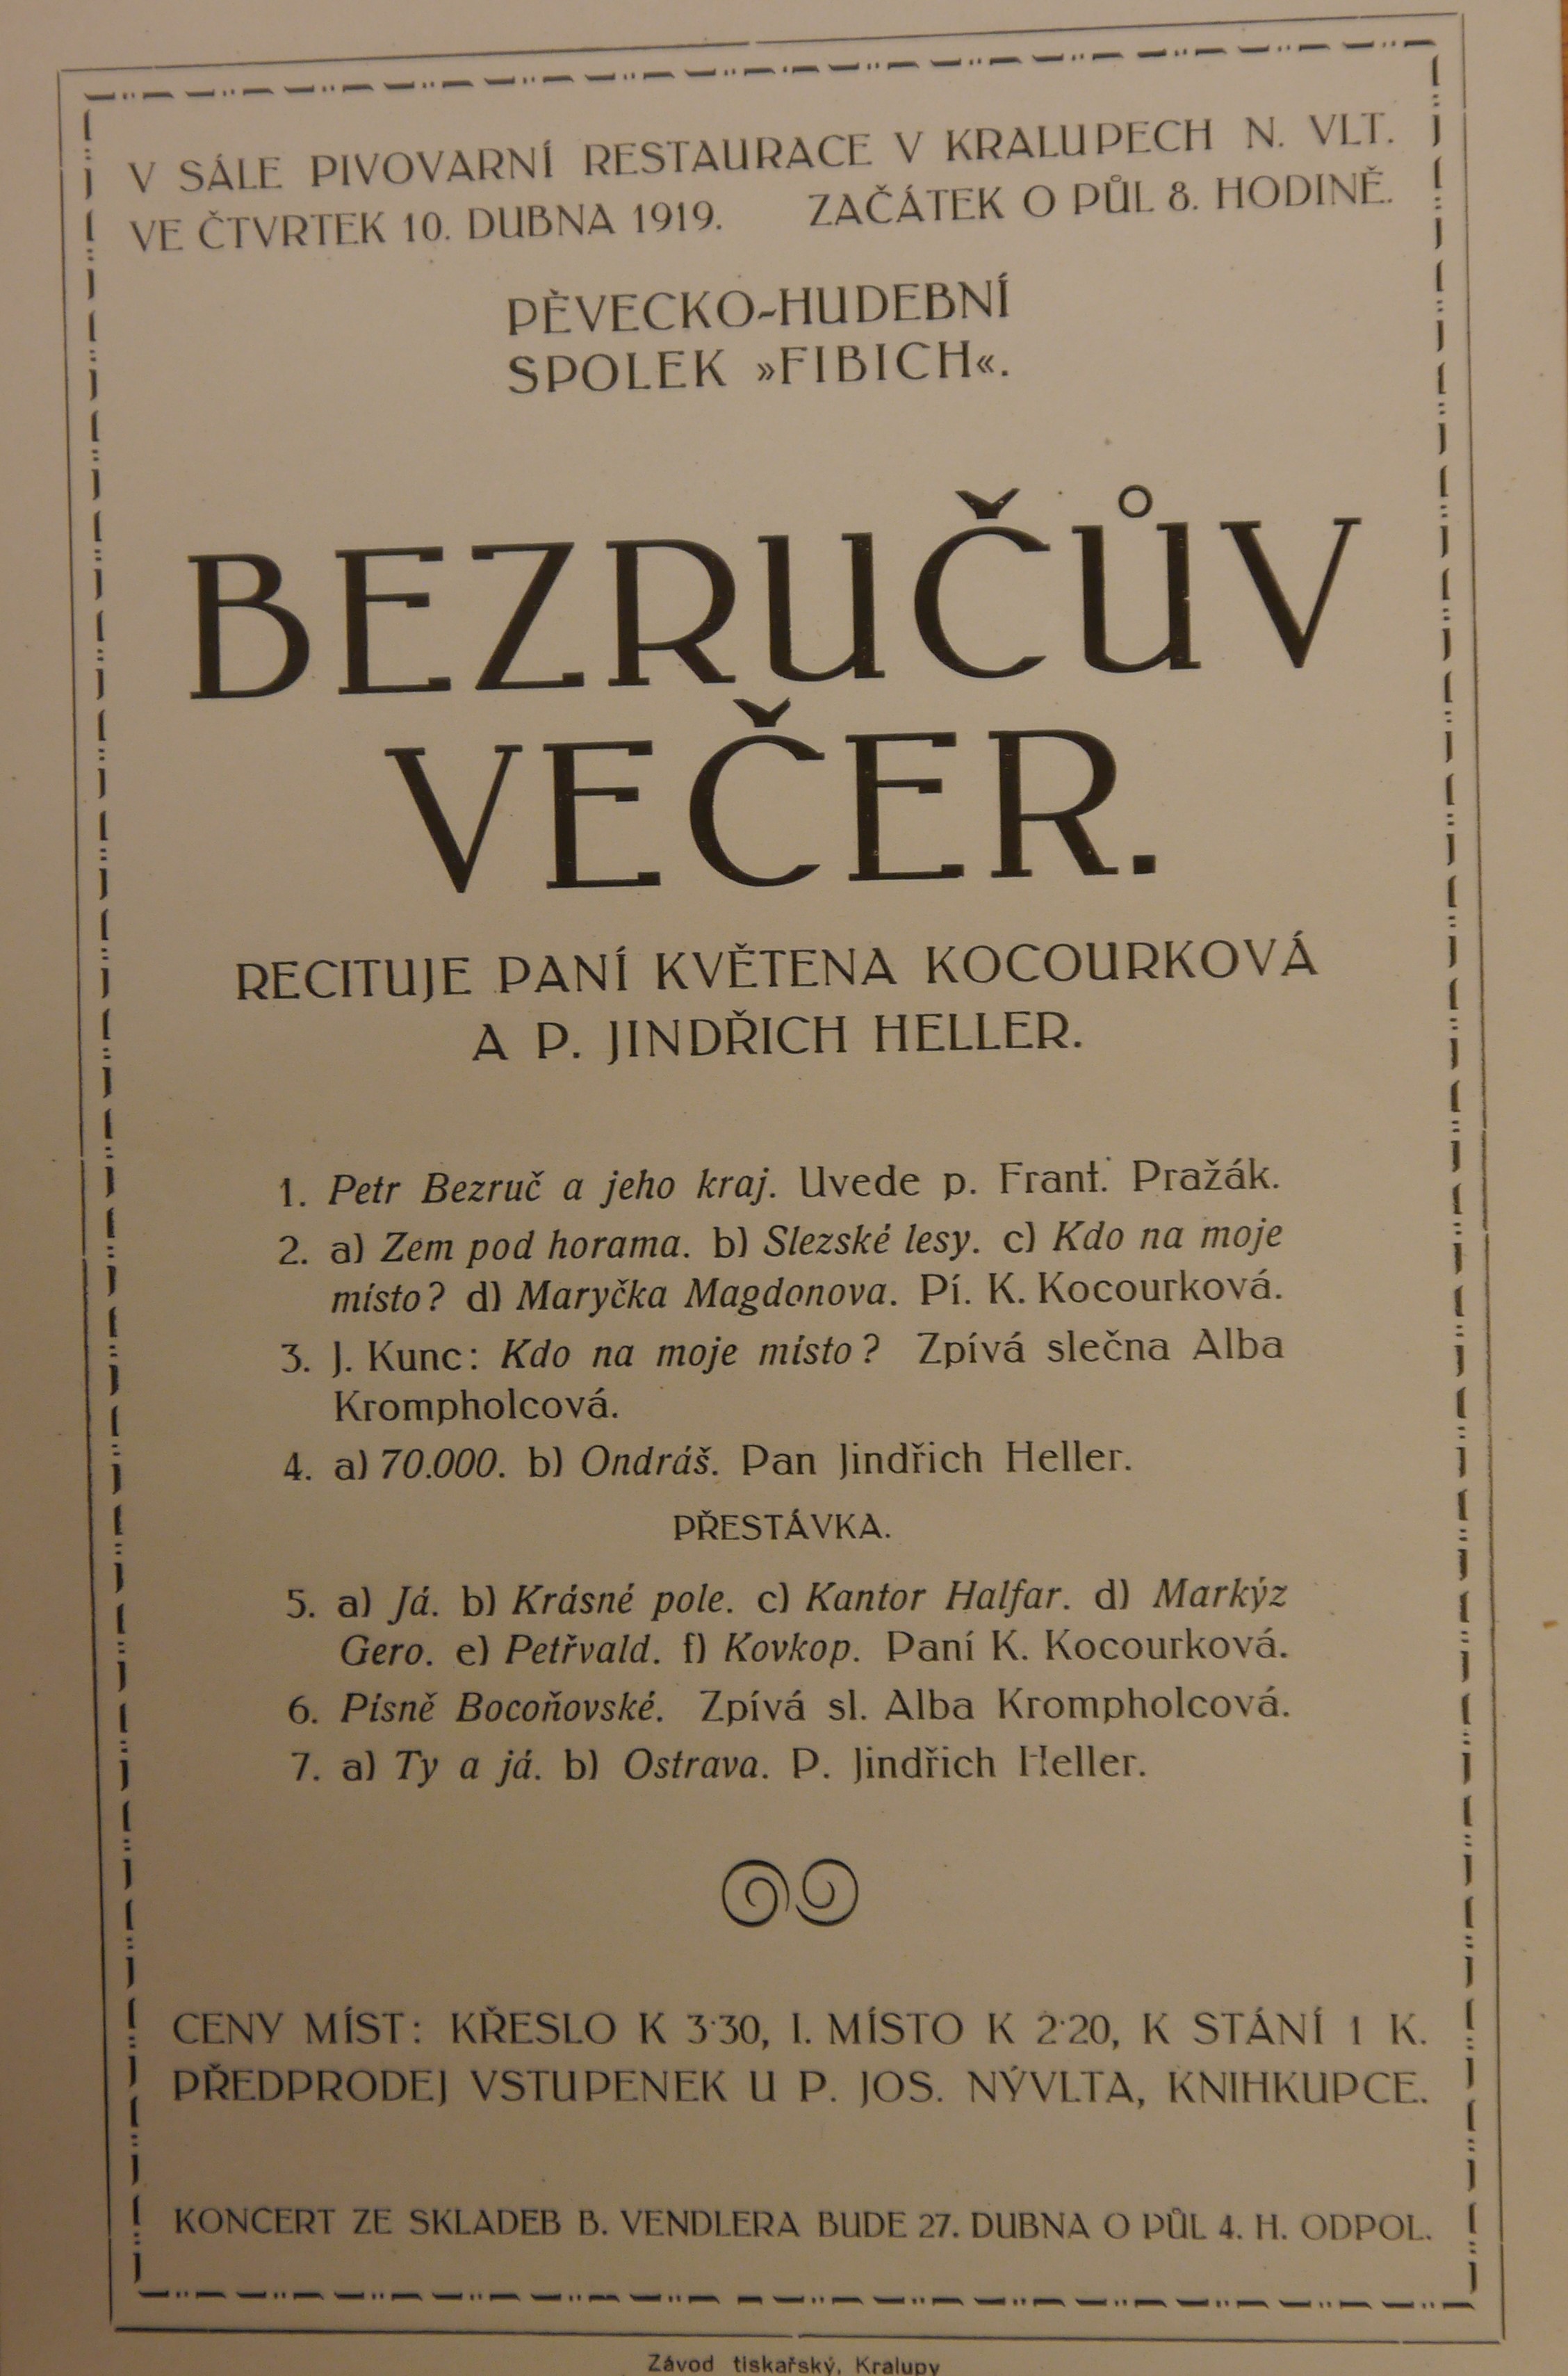 V SÁLE PIVOVARNÍ RESTAURACE V KRALUPECH N. VLT.
VE ČTVRTEK 10. DUBNA 1919. ZAČÁTEK O PŮL 8. HODINĚ.
PĚVECKO-HUDEBNÍ
SPOLEK »FIBICH«.
BEZRUČŮV
VEČER.
RECITUJE PANÍ KVĚTENA KOCOURKOVÁ
A P. JINDŘICH HELLER.
1. Petr Bezruč a jeho kraj. Uvede p. Frant. Pražák.
2. a) Zem pod horama. b) Slezské lesy. c) Kdo na moje
místo? d) Maryčka Magdonova. Pí. K. Kocourková.
3. J. Kunc: Kdo na moje místo? Zpívá slečna Alba
Krompholcová.
4. a) 70.000. b) Ondráš. Pan Jindřich Heller.
PŘESTÁVKA.
5. a) Já. b) Krásné pole. c) Kantor Halfar. d) Markýz
Gero. e) Petřvald. f) Kovkop. Paní K. Kocourková.
6. Písně Bocoňovské. Zpívá sl. Alba Krompholcová.
7. a) Ty a já. b) Ostrava. P. Jindřich Heller.
CENY MÍST: KŘESLO K 3·30, I. MÍSTO K 2·20, K STÁNÍ 1 K.
PŘEDPRODEJ VSTUPENEK U P. JOS. NÝVLTA, KNIHKUPCE.
KONCERT ZE SKLADEB B. VENDLERA BUDE 27. DUBNA O PŮL 4. H. ODPOL.
Závod tiskařský, Kralupy